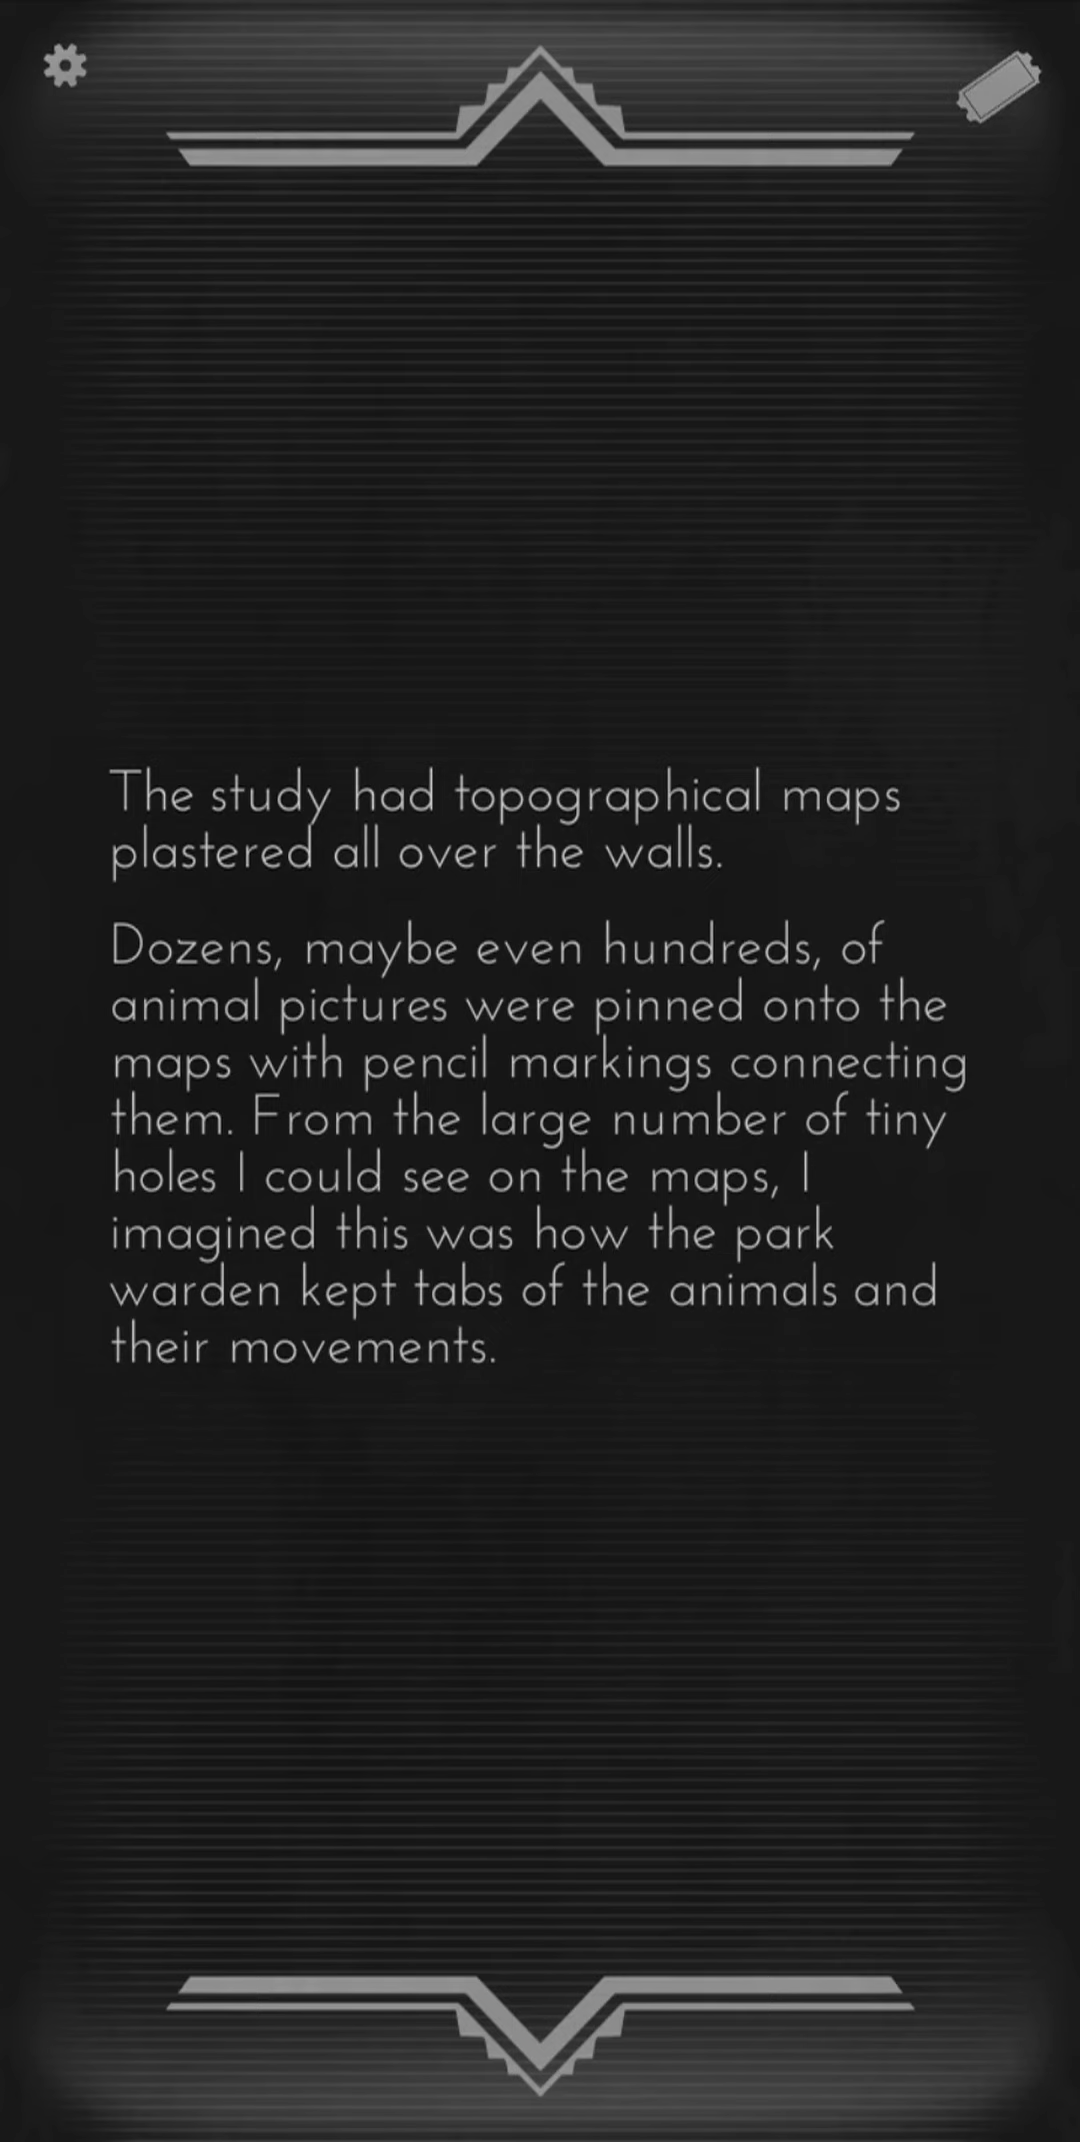 The study had topographical maps
plastered all over the walls.
Dozens, maybe even hundreds, of
animal pictures were pinned onto the
maps with pencil markings connecting
them. From the large number of tiny
holes I could see on the maps, I
imagined this was how the park
warden kept tabs of the animals and
their movements.